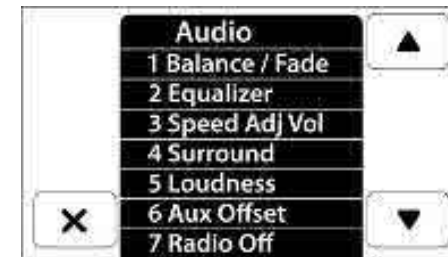 Audio
1 Balance / Fade
2 Equalizer
3 Speed Adj Vol
4 Surround
5 Loudness
6 Aux Offset
7 Radio Off